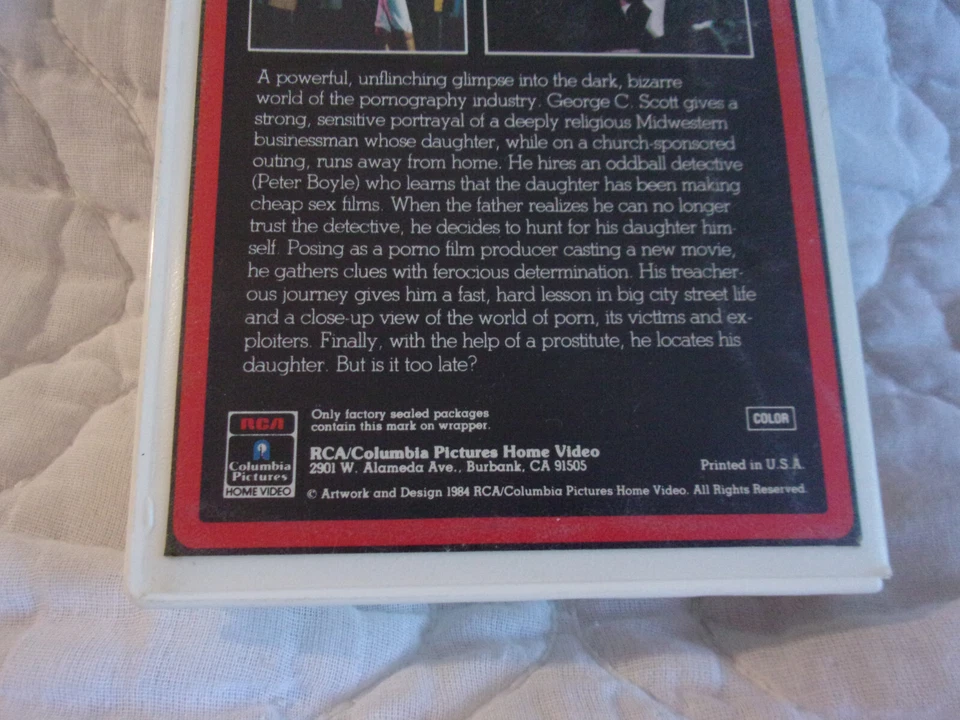 A powerful, unflinching glimpse into the dark, bizarre
world of the pornography industry. George C. Scott gives a
strong, sensitive portrayal of a deeply religious Midwestern
businessman whose daughter, while on a church-sponsored
outing, runs away from home. He hires an oddball detective
(Peter Boyle) who learns that the daughter has been making
cheap sex films. When the father realizes he can no longer
trust the detective, he decides to hunt for his daughter him-
self. Posing as a porno film producer casting a new movie,
he gathers clues with ferocious determination. His treacher-
ous journey gives him a fast, hard lesson in big city street life
and a close-up view of the world of porn, its victims and ex-
ploiters. Finally, with the help of a prostitute, he locates his
daughter. But is it too late?
RCA
Columbia
Pictures
HOME VIDEO
Only factory sealed packages
contain this mark on wrapper.
COLOR
RCA/Columbia Pictures Home Video
2901 W. Alameda Ave., Burbank, CA 91505
Printed in U.S.A.
© Artwork and Design 1984 RCA/Columbia Pictures Home Video. All Rights Reserved.